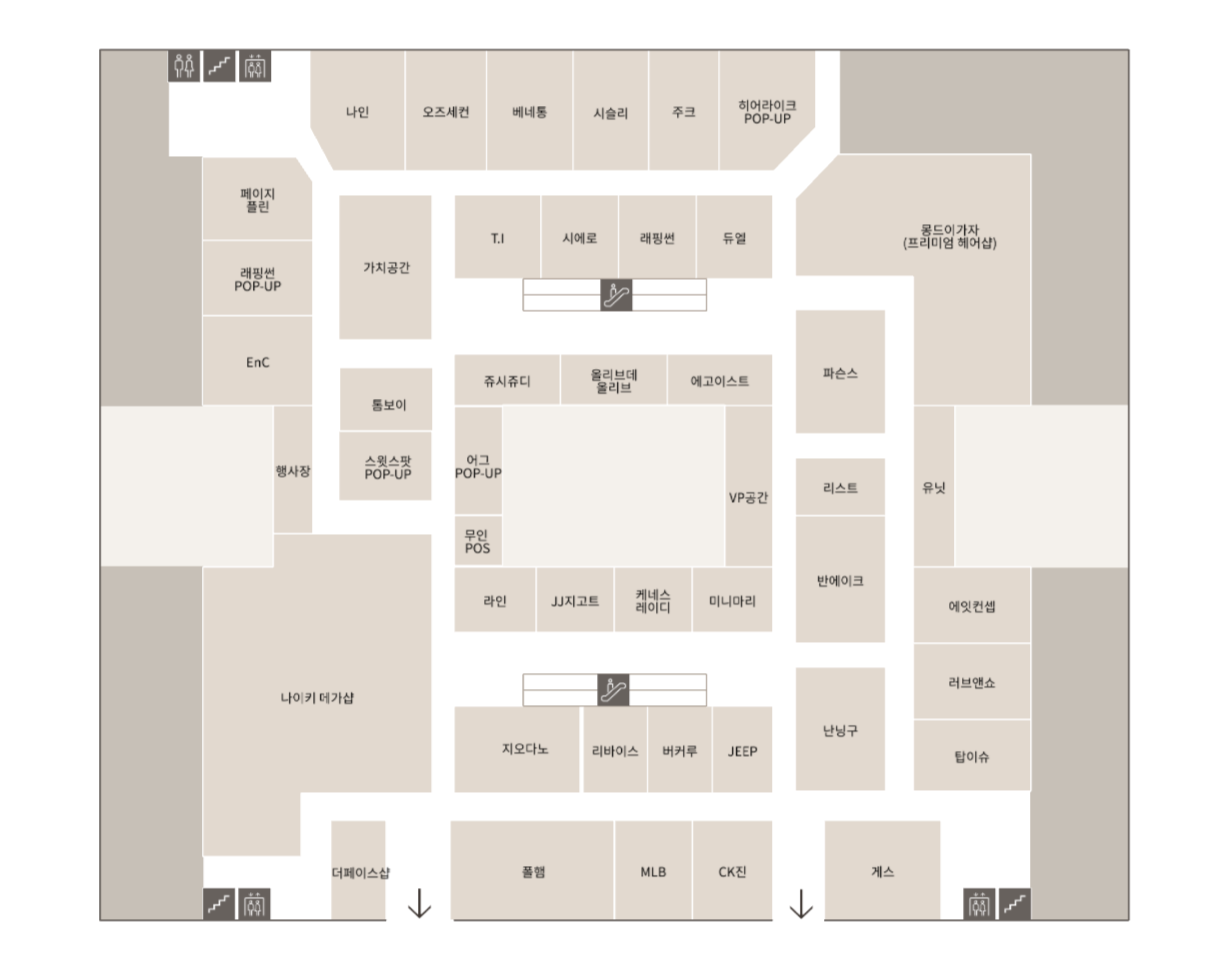 나인
오즈세컨
베네통
시슬리
주크
히어라이크
POP-UP
페이지
플린
래핑썬
POP-UP
EnC
행사장
가치공간
톰보이
스윗스팟
POP-UP
T.I
시에로
래핑썬
듀엘
몽드이가자
(프리미엄 헤어샵)
쥬시쥬디
올리브데
올리브
에고이스트
어그
POP-UP
무인
POS
VP공간
파슨스
리스트
유닛
반에이크
라인
JJ지고트
케네스
레이디
미니마리
에잇컨셉
러브앤쇼
탑이슈
나이키 메가샵
지오다노
리바이스
버커루
JEEP
난닝구
더페이스샵
폴햄
MLB
CK진
게스